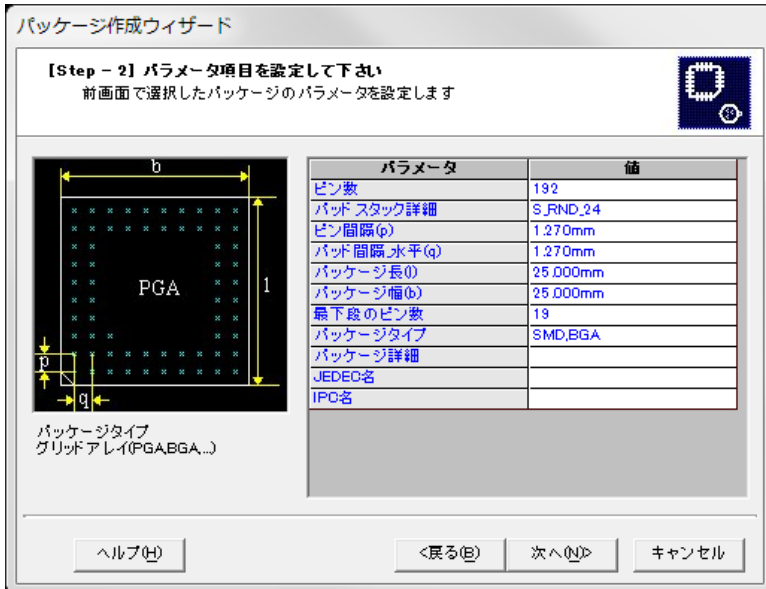 パッケージ作成ウィザード
【Step - 2】 パラメータ項目を設定して下さい
前画面で選択したパッケージのパラメータを設定します
b
PGA
l
p
q
パッケージタイプ
グリッド アレイ(PGA,BGA,...)
パラメータ 値
ピン数 192
パッド スタック詳細 S_RND_24
ピン間隔(p) 1.270mm
パッド間隔_水平(q) 1.270mm
パッケージ長(l) 25.000mm
パッケージ幅(b) 25.000mm
最下段のピン数 19
パッケージタイプ SMD,BGA
パッケージ詳細
JEDEC名
IPC名
ヘルプ(H) <戻る(B) 次へ(N)> キャンセル